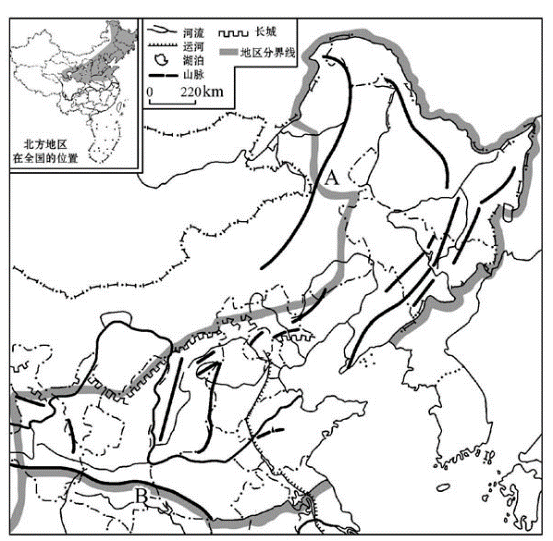 河流
运河
湖泊
山脉
长城
地区分界线
0 220km
北方地区
在全国的位置
A
B